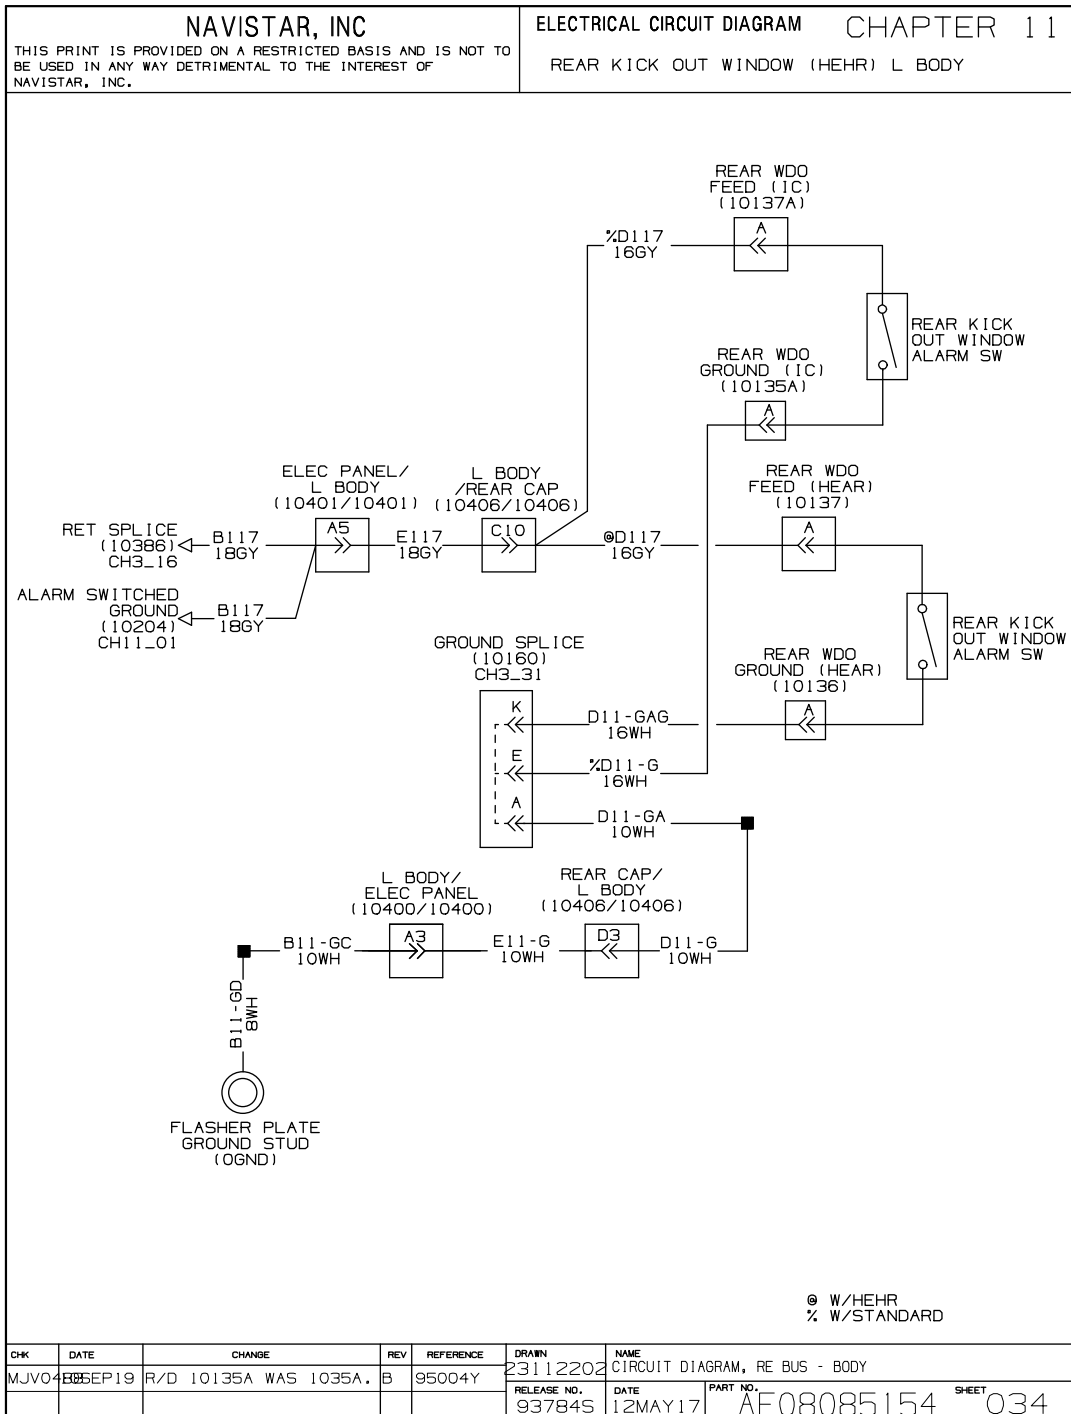 NAVISTAR, INC
THIS PRINT IS PROVIDED ON A RESTRICTED BASIS AND IS NOT TO
BE USED IN ANY WAY DETRIMENTAL TO THE INTEREST OF
NAVISTAR, INC.
ELECTRICAL CIRCUIT DIAGRAM CHAPTER 11
REAR KICK OUT WINDOW (HEHR) L BODY
REAR WDO
FEED (IC)
(10137A)
A
%D117
16GY
REAR KICK
OUT WINDOW
ALARM SW
REAR WDO
GROUND (IC)
(10135A)
A
ELEC PANEL/
L BODY
(10401/10401)
A5
L BODY
/REAR CAP
(10406/10406)
C10
REAR WDO
FEED (HEAR)
(10137)
A
RET SPLICE
(10386)
CH3_16
B117
18GY
E117
18GY
@D117
16GY
ALARM SWITCHED
GROUND
(10204)
CH11_01
B117
18GY
REAR KICK
OUT WINDOW
ALARM SW
GROUND SPLICE
(10160)
CH3_31
REAR WDO
GROUND (HEAR)
(10136)
A
K
D11-GAG
16WH
E
%D11-G
16WH
A
D11-GA
10WH
L BODY/
ELEC PANEL
(10400/10400)
A3
REAR CAP/
L BODY
(10406/10406)
D3
B11-GC
10WH
E11-G
10WH
D11-G
10WH
B11-GD
8WH
FLASHER PLATE
GROUND STUD
(0GND)
@ W/HEHR
% W/STANDARD
CHK DATE CHANGE REV REFERENCE
R/D 10135A WAS 1035A. B 95004Y
DRAWN
23112202
NAME
CIRCUIT DIAGRAM, RE BUS - BODY
RELEASE NO.
93784S
DATE
12MAY17
PART NO.
AF08085154
SHEET
034